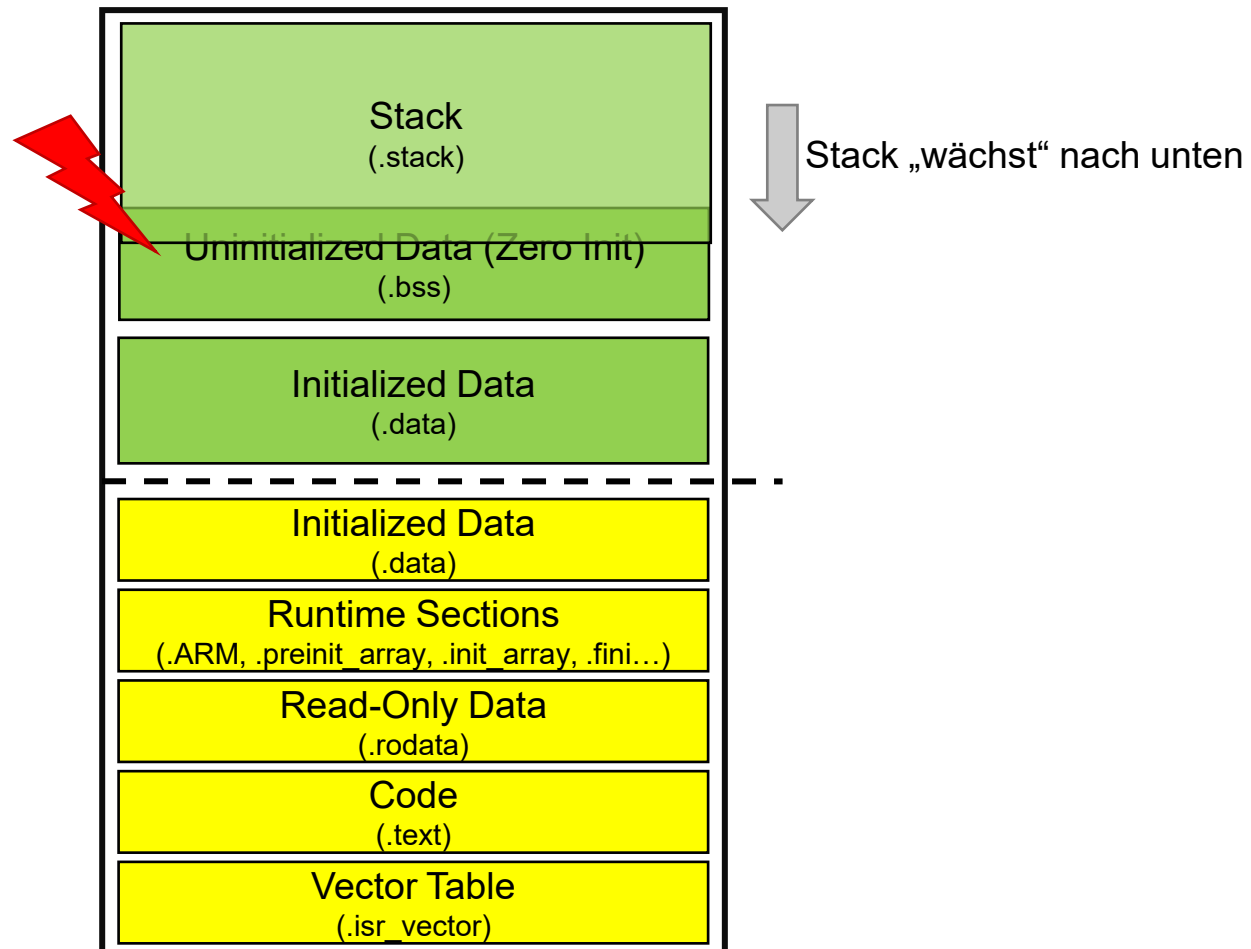 Stack
(.stack)
Stack „wächst“ nach unten
Uninitialized Data (Zero Init)
(.bss)
Initialized Data
(.data)
Initialized Data
(.data)
Runtime Sections
(.ARM, .preinit_array, .init_array, .fini…)
Read-Only Data
(.rodata)
Code
(.text)
Vector Table
(.isr_vector)